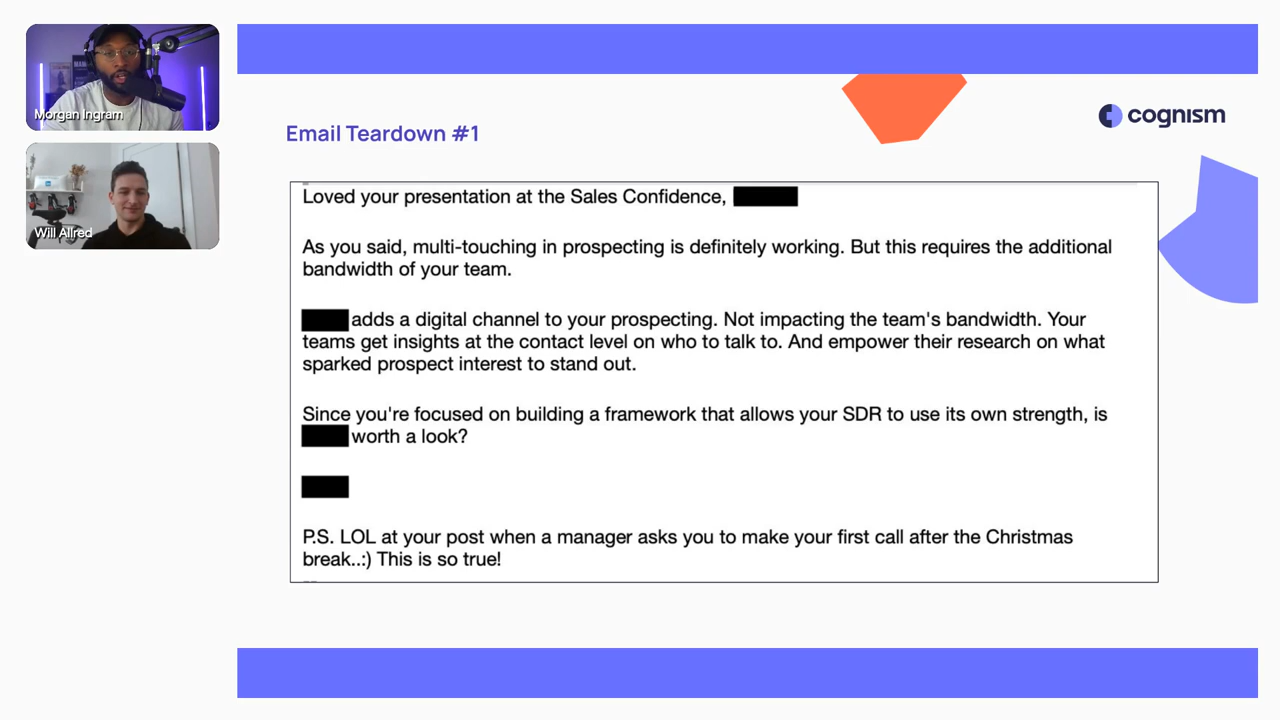 Morgan Ingram
Will Allred
cognism
Email Teardown #1
Loved your presentation at the Sales Confidence,
As you said, multi-touching in prospecting is definitely working. But this requires the additional
bandwidth of your team.
adds a digital channel to your prospecting. Not impacting the team's bandwidth. Your
teams get insights at the contact level on who to talk to. And empower their research on what
sparked prospect interest to stand out.
Since you're focused on building a framework that allows your SDR to use its own strength, is
worth a look?
P.S. LOL at your post when a manager asks you to make your first call after the Christmas
break..:) This is so true!